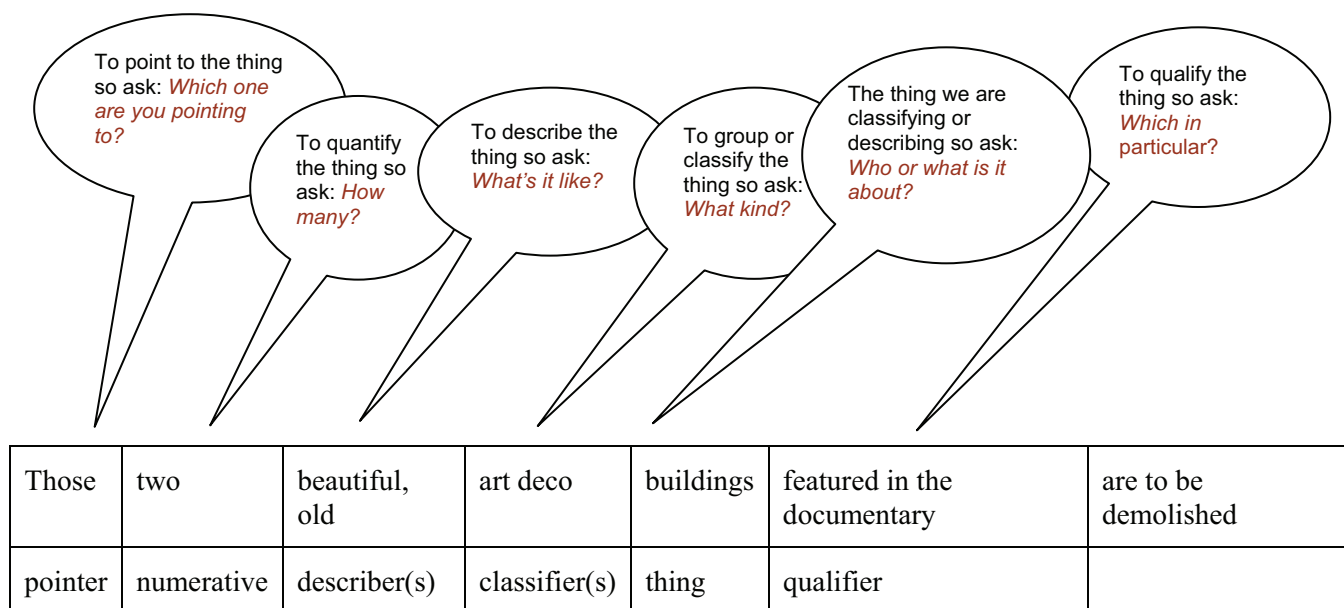 To point to the thing
so ask: Which one
are you pointing
to?
To quantify
the thing so
ask: How
many?
To describe the
thing so ask:
What's it like?
To group or
classify the
thing so ask:
What kind?
The thing we are
classifying or
describing so ask:
Who or what is it
about?
To qualify the
thing so ask:
Which in
particular?
Those two beautiful, old art deco buildings featured in the documentary are to be demolished
pointer numerative describer(s) classifier(s) thing qualifier